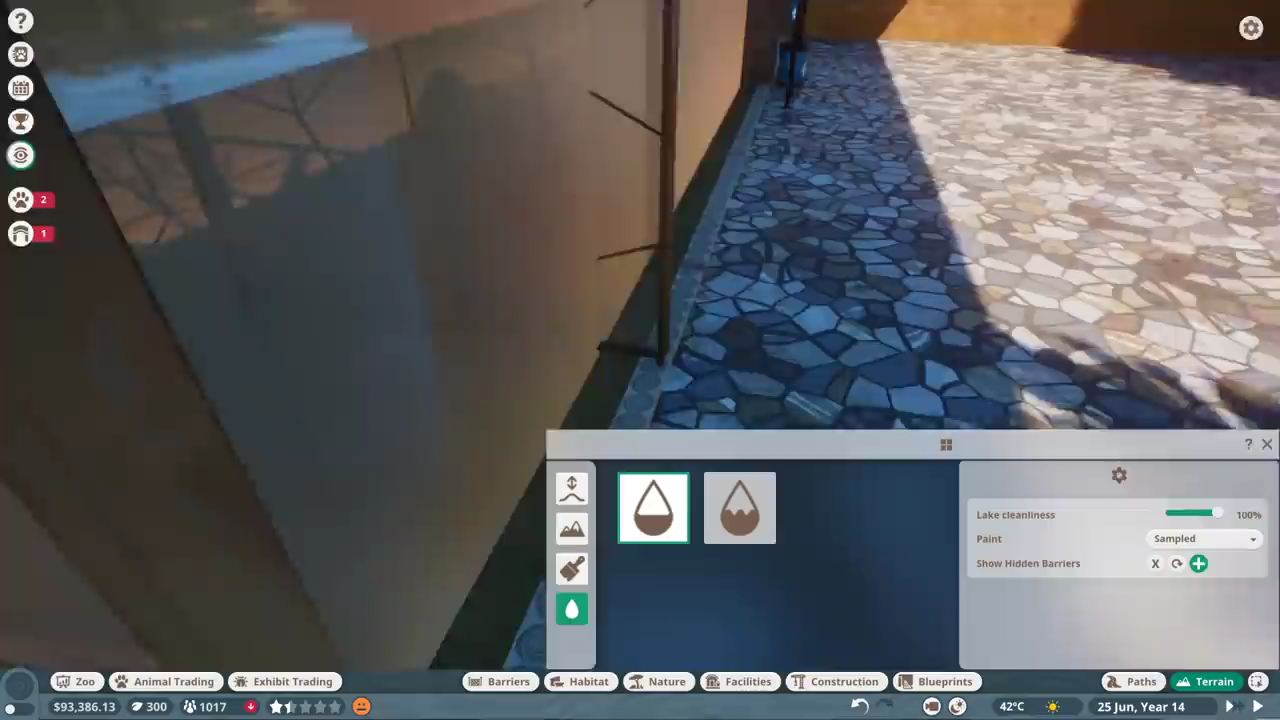 2
1
?
Lake cleanliness 100%
Paint Sampled
Show Hidden Barriers X
Zoo Animal Trading Exhibit Trading Barriers Habitat Nature Facilities Construction Blueprints Paths Terrain
$93,386.13 300 1017 42°C 25 Jun, Year 14